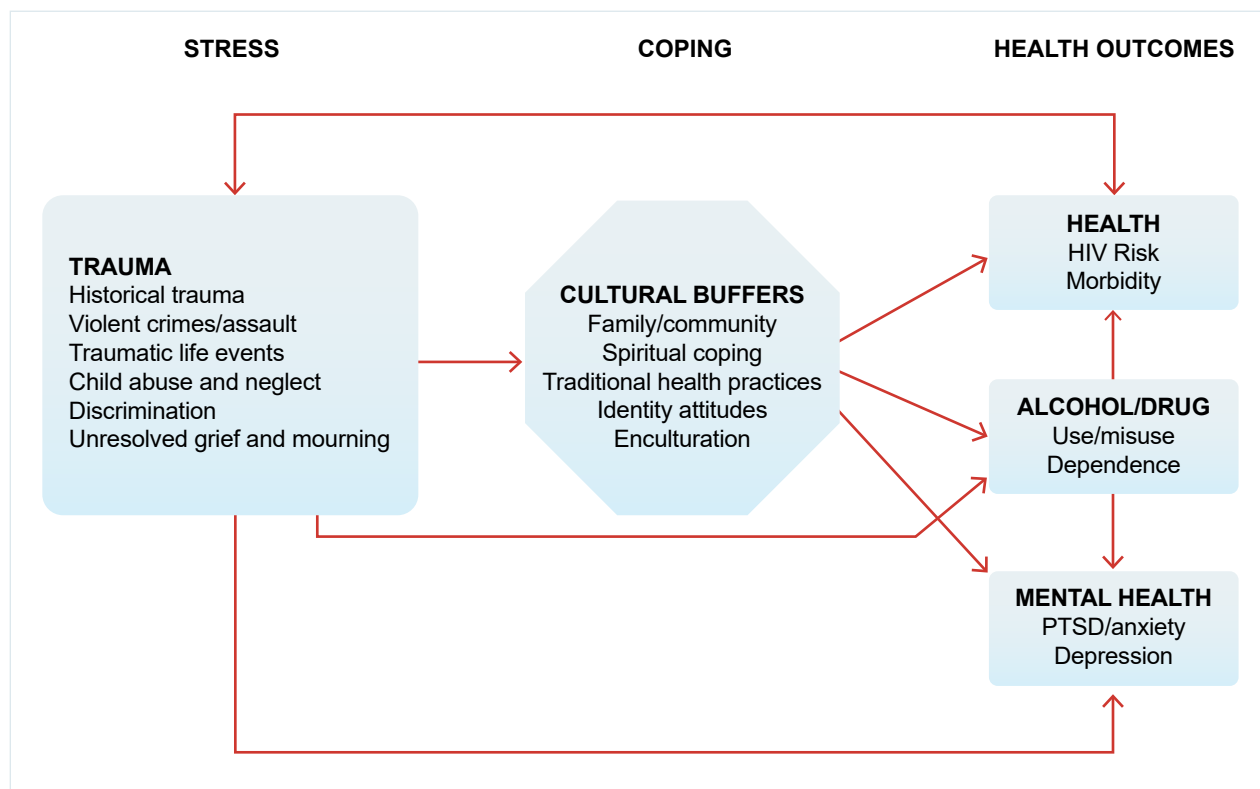 STRESS
COPING
HEALTH OUTCOMES
TRAUMA
Historical trauma
Violent crimes/assault
Traumatic life events
Child abuse and neglect
Discrimination
Unresolved grief and mourning
CULTURAL BUFFERS
Family/community
Spiritual coping
Traditional health practices
Identity attitudes
Enculturation
HEALTH
HIV Risk
Morbidity
ALCOHOL/DRUG
Use/misuse
Dependence
MENTAL HEALTH
PTSD/anxiety
Depression